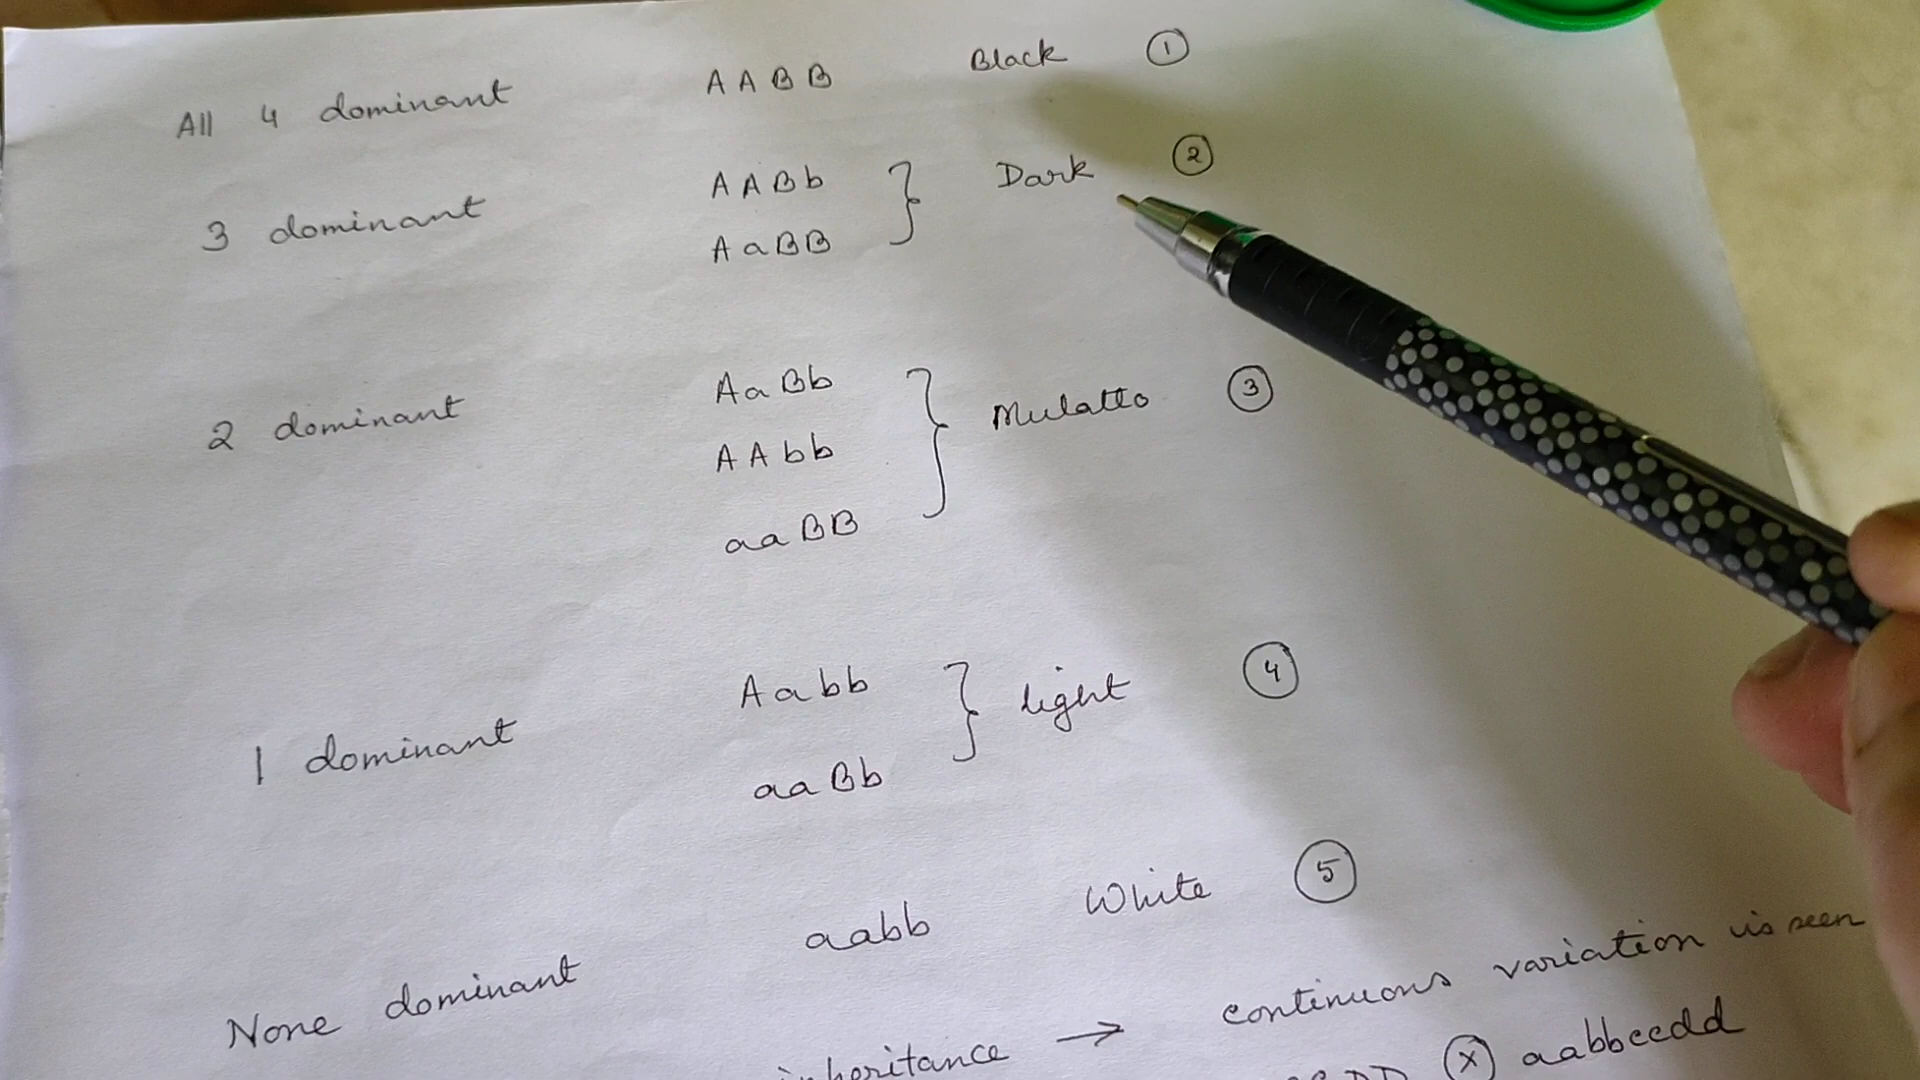 All 4 dominant AABB Black 1
3 dominant AABb } Dark 2
AaBB
2 dominant AaBb
AAbb } Mulatto 3
aaBB
1 dominant Aabb } light 4
aaBb
None dominant aabb White 5
inheritance → continuous variation is seen
DD X aabbccdd